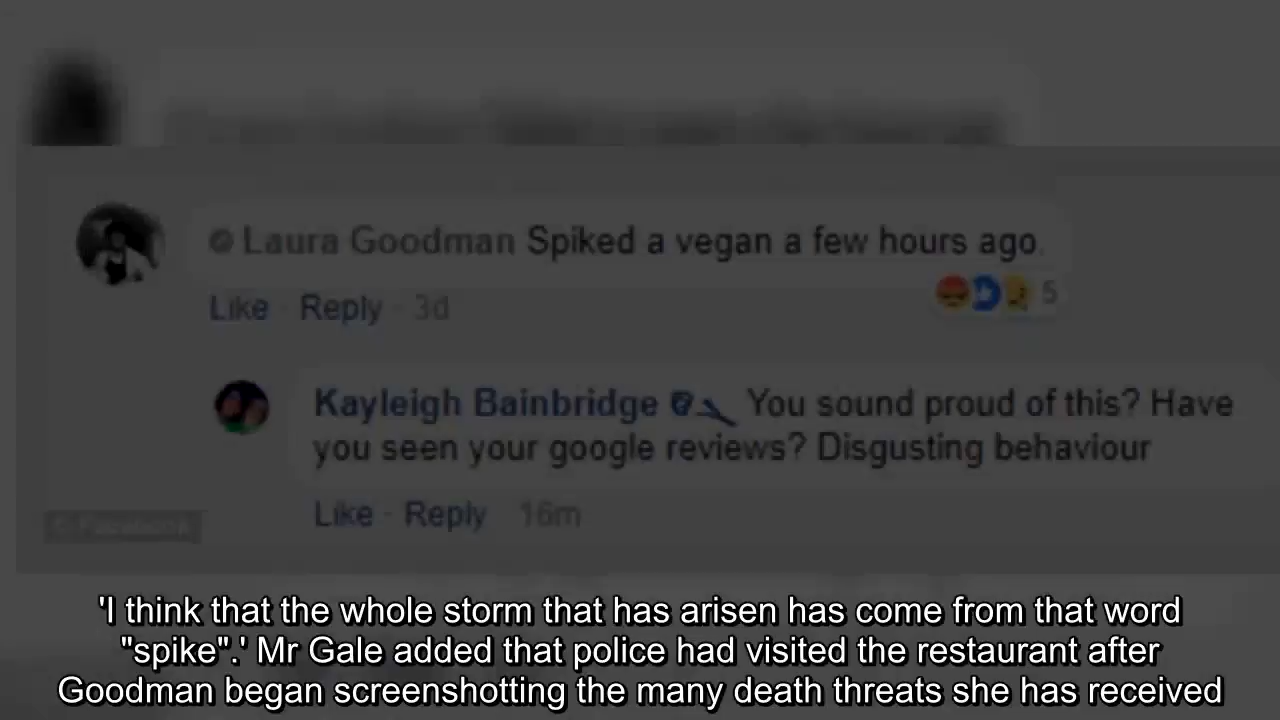 Laura Goodman Spiked a vegan a few hours ago.
5
Like · Reply · 3d
Kayleigh Bainbridge You sound proud of this? Have
you seen your google reviews? Disgusting behaviour
Like · Reply 16m
© Facebook
'I think that the whole storm that has arisen has come from that word
"spike".' Mr Gale added that police had visited the restaurant after
Goodman began screenshotting the many death threats she has received